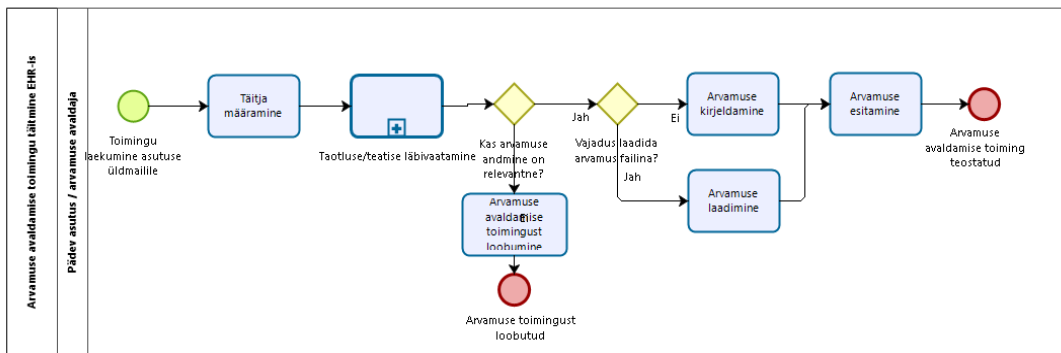 Arvamuse avaldamise toimingu täitmine EHR-is
Pädev asutus / arvamuse avaldaja
Toimingu
laekumine asutuse
üldmailile
Täitja
määramine
Taotluse/teatise läbivaatamine
Kas arvamuse
andmine on
relevantne?
Jah
Ei
Arvamuse
avaldamise
toimingust
loobumine
Arvamuse toimingust
loobutud
Vajadus laadida
arvamus failina?
Ei
Jah
Arvamuse
kirjeldamine
Arvamuse
laadimine
Arvamuse
esitamine
Arvamuse
avaldamise toiming
teostatud